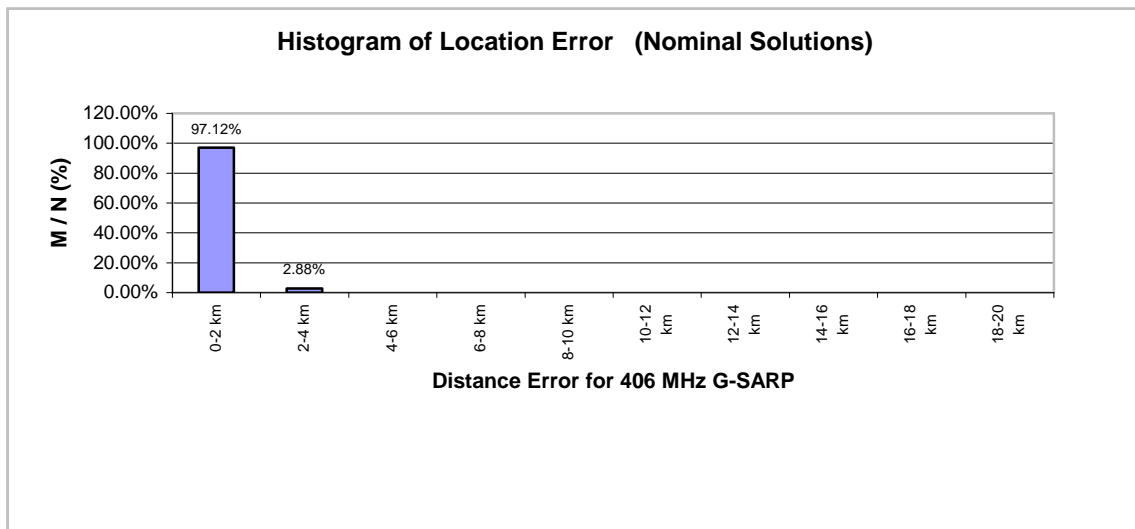 Histogram of Location Error (Nominal Solutions)
120.00%
100.00%
80.00%
60.00%
40.00%
20.00%
0.00%
M / N (%)
97.12%
2.88%
0-2 km
2-4 km
4-6 km
6-8 km
8-10 km
10-12
km
12-14
km
14-16
km
16-18
km
18-20
km
Distance Error for 406 MHz G-SARP